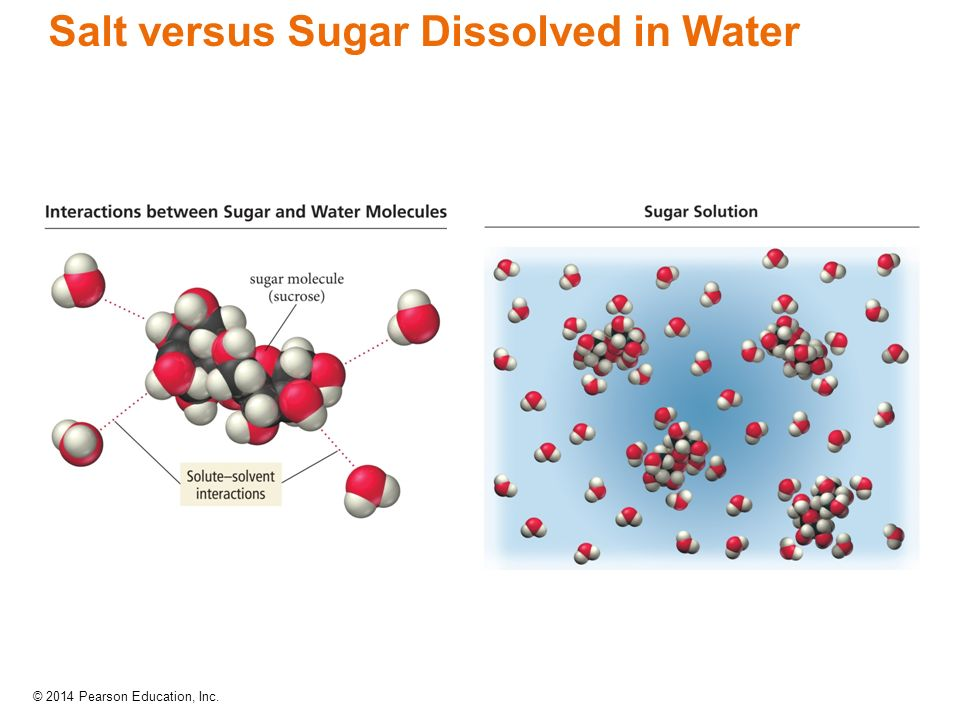 Salt versus Sugar Dissolved in Water
Interactions between Sugar and Water Molecules
sugar molecule
(sucrose)
Solute–solvent
interactions
Sugar Solution
© 2014 Pearson Education, Inc.